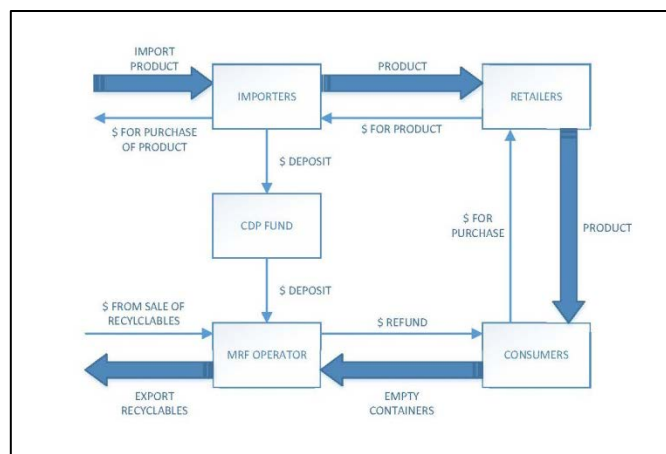 IMPORT
PRODUCT
PRODUCT
IMPORTERS
RETAILERS
$ FOR PURCHASE
OF PRODUCT
$ FOR PRODUCT
$ DEPOSIT
CDP FUND
$ FOR
PURCHASE
PRODUCT
$ DEPOSIT
$ FROM SALE OF
RECYLCLABLES
$ REFUND
MRF OPERATOR
CONSUMERS
EXPORT
RECYCLABLES
EMPTY
CONTAINERS